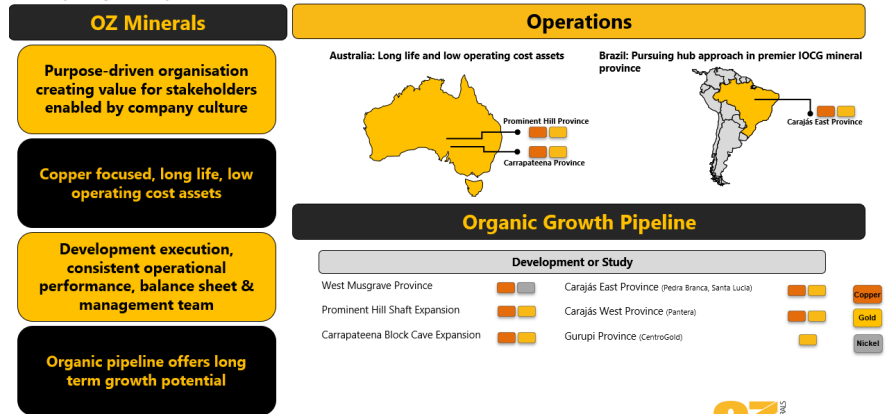 OZ Minerals
Purpose-driven organisation
creating value for stakeholders
enabled by company culture
Copper focused, long life, low
operating cost assets
Development execution,
consistent operational
performance, balance sheet &
management team
Organic pipeline offers long
term growth potential
Operations
Australia: Long life and low operating cost assets
Prominent Hill Province
Carrapateena Province
Brazil: Pursuing hub approach in premier IOCG mineral
province
Carajás East Province
Organic Growth Pipeline
Development or Study
West Musgrave Province
Prominent Hill Shaft Expansion
Carrapateena Block Cave Expansion
Carajás East Province (Pedra Branca, Santa Lucia)
Carajás West Province (Pantera)
Gurupi Province (CentroGold)
Copper
Gold
Nickel
OZ